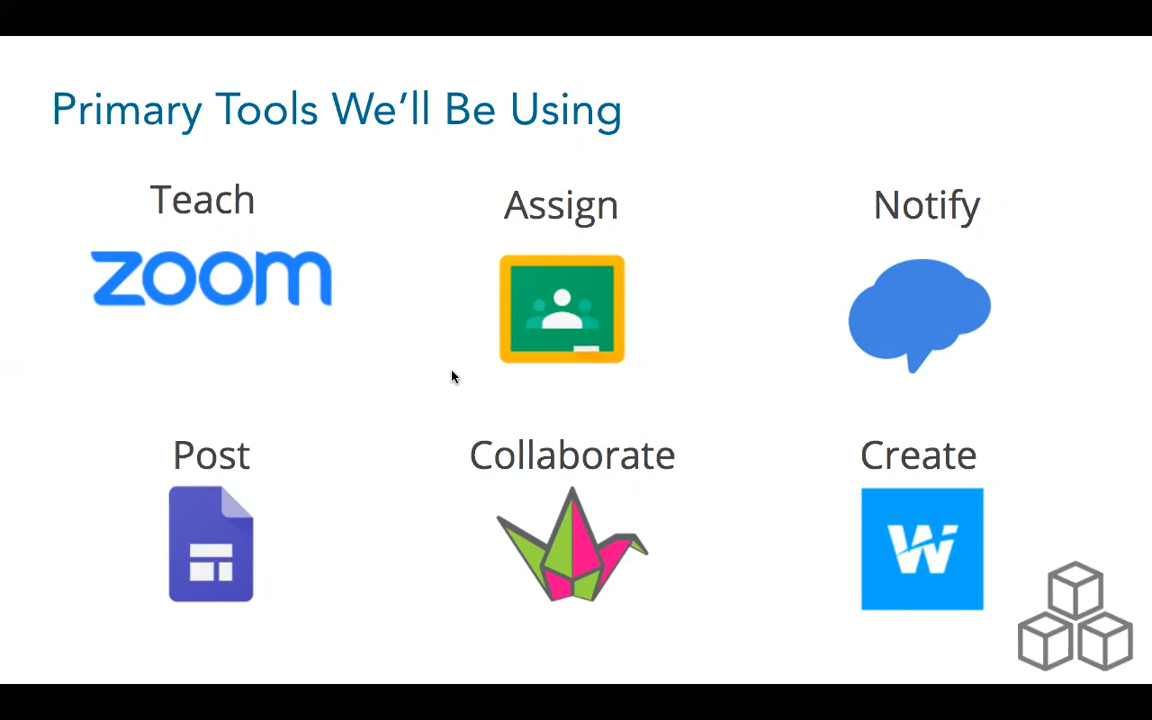 Primary Tools We'll Be Using
Teach
Assign
Notify
zoom
Post
Collaborate
Create
W